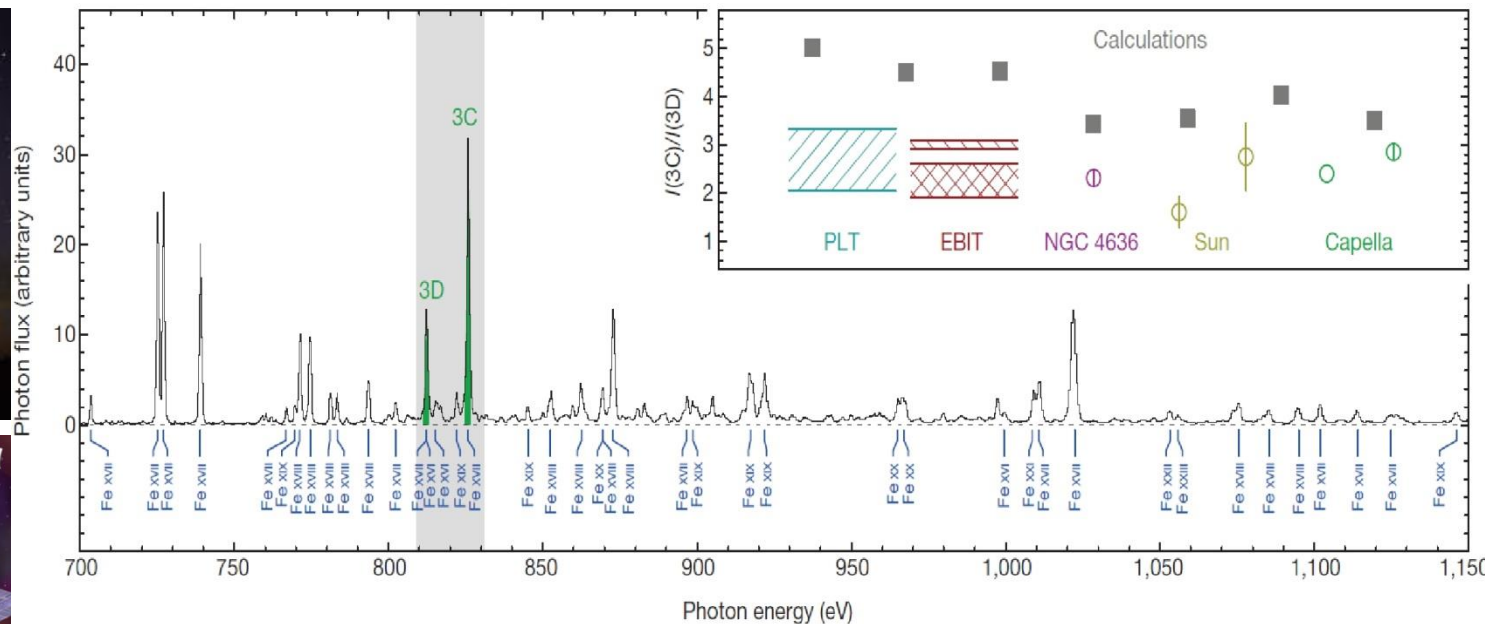 Photon flux (arbitrary units)
40
30
20
10
0
3D
3C
I(3C)/I(3D)
5
4
3
2
1
Calculations
PLT
EBIT
NGC 4636
Sun
Capella
Fe XVII
Fe XVII
Fe XVII
Fe XVII
Fe XVII
Fe XIX
Fe XVIII
Fe XVIII
Fe XVIII
Fe XVIII
Fe XVIII
Fe XVII
Fe XVII
Fe XVI
Fe XVI
Fe XIX
Fe XVII
Fe XIX
Fe XVIII
Fe XVIII
Fe XX
Fe XVIII
Fe XVIII
Fe XVII
Fe XIX
Fe XIX
Fe XIX
Fe XX
Fe XX
Fe XVI
Fe XXI
Fe XVII
Fe XVII
Fe XXII
Fe XXIII
Fe XVIII
Fe XVIII
Fe XVIII
Fe XVII
Fe XVII
Fe XVII
Fe XIX
700 750 800 850 900 950 1,000 1,050 1,100 1,150
Photon energy (eV)